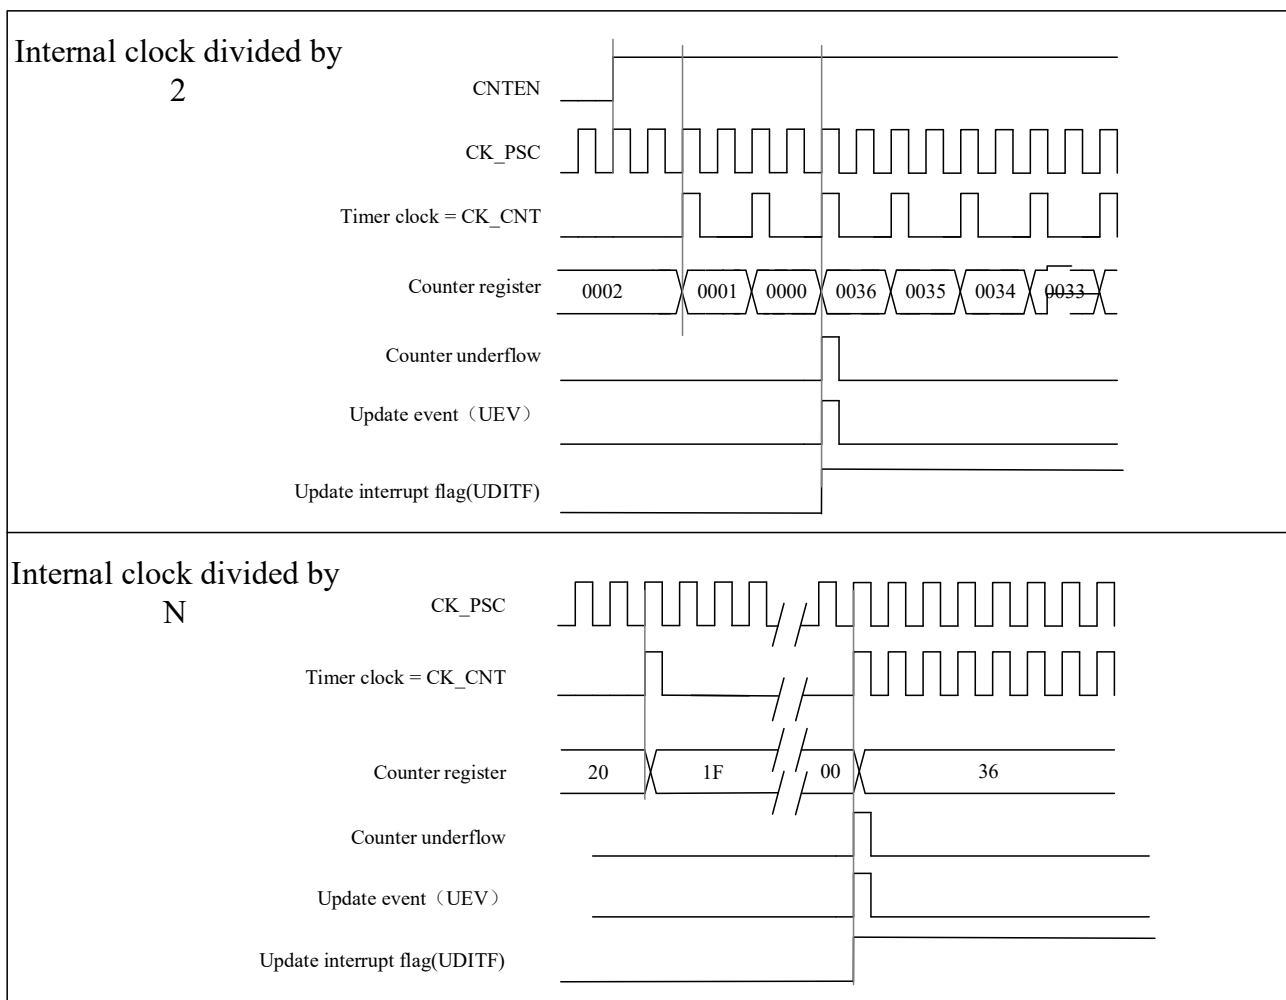 Internal clock divided by
2
CNTEN
CK_PSC
Timer clock = CK_CNT
Counter register
0002 0001 0000 0036 0035 0034 0033
Counter underflow
Update event（UEV）
Update interrupt flag(UDITF)
Internal clock divided by
N
CK_PSC
Timer clock = CK_CNT
Counter register
20 1F 00 36
Counter underflow
Update event（UEV）
Update interrupt flag(UDITF)